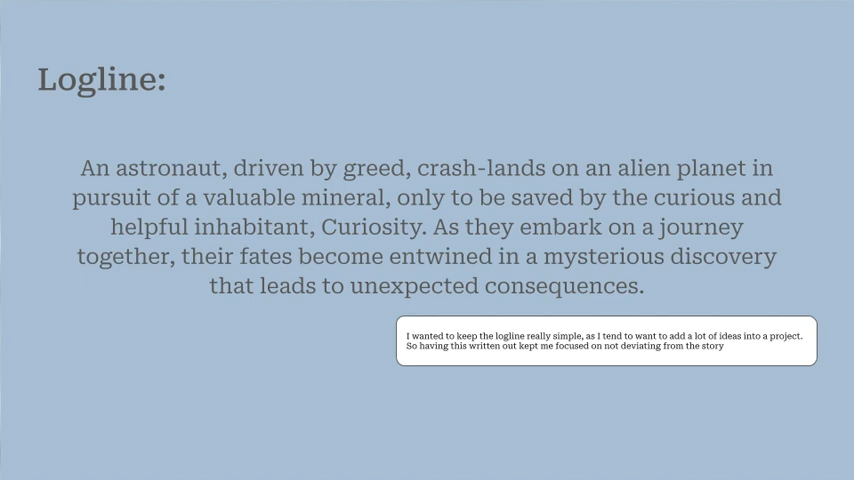 Logline:
An astronaut, driven by greed, crash-lands on an alien planet in
pursuit of a valuable mineral, only to be saved by the curious and
helpful inhabitant, Curiosity. As they embark on a journey
together, their fates become entwined in a mysterious discovery
that leads to unexpected consequences.
I wanted to keep the logline really simple, as I tend to want to add a lot of ideas into a project.
So having this written out kept me focused on not deviating from the story